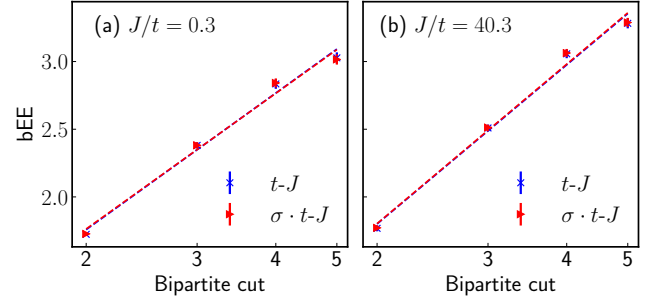 (a) J/t = 0.3
(b) J/t = 40.3
bEE
3.0
2.5
2.0
t-J
σ · t-J
t-J
σ · t-J
2 3 4 5
2 3 4 5
Bipartite cut
Bipartite cut